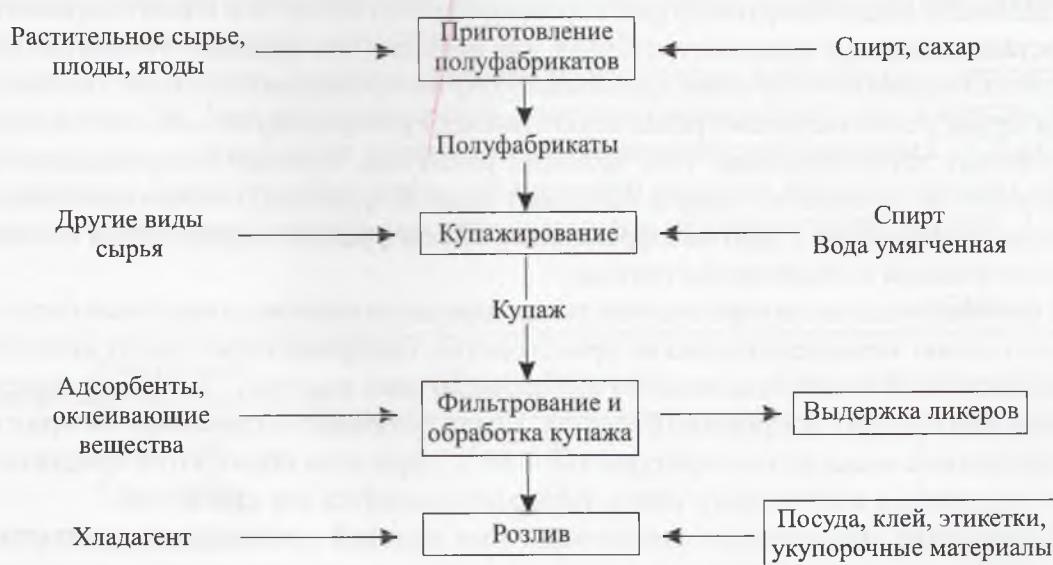 Растительное сырье,
плоды, ягоды
Приготовление
полуфабрикатов
Спирт, сахар
Полуфабрикаты
Другие виды
сырья
Купажирование
Спирт
Вода умягченная
Купаж
Адсорбенты,
оклеивающие
вещества
Фильтрование и
обработка купажа
Выдержка ликеров
Хладагент
Розлив
Посуда, клей, этикетки,
укупорочные материалы